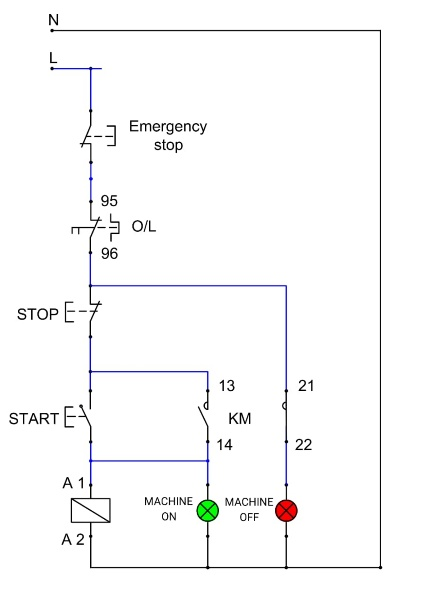 N
L
Emergency
stop
95
O/L
96
STOP
13
21
START
KM
14
22
A 1
MACHINE
ON
MACHINE
OFF
A 2